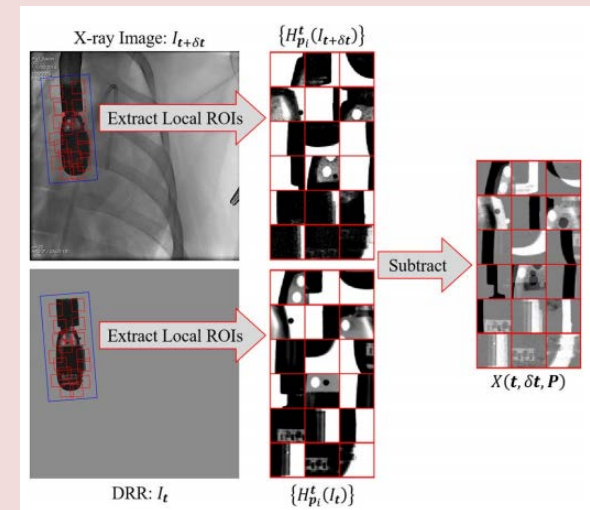 X-ray Image: I_{t+δt}
{H^t_{p_i}(I_{t+δt})}
Extract Local ROIs
Subtract
Extract Local ROIs
X(t, δt, P)
DRR: I_t
{H^t_{p_i}(I_t)}